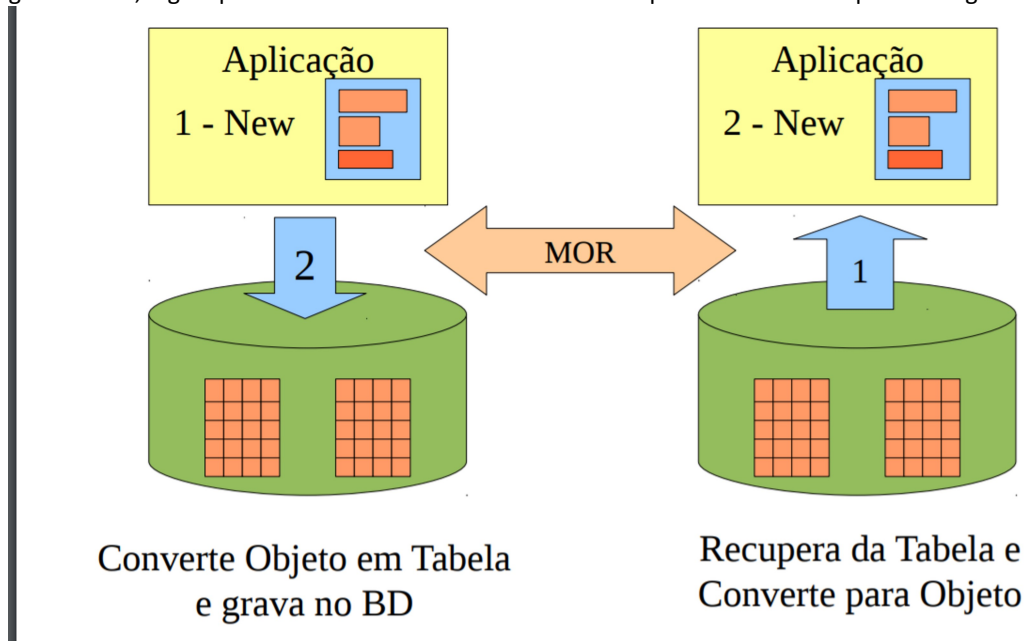 Aplicação
1 - New
Aplicação
2 - New
2
MOR
1
Converte Objeto em Tabela
e grava no BD
Recupera da Tabela e
Converte para Objeto